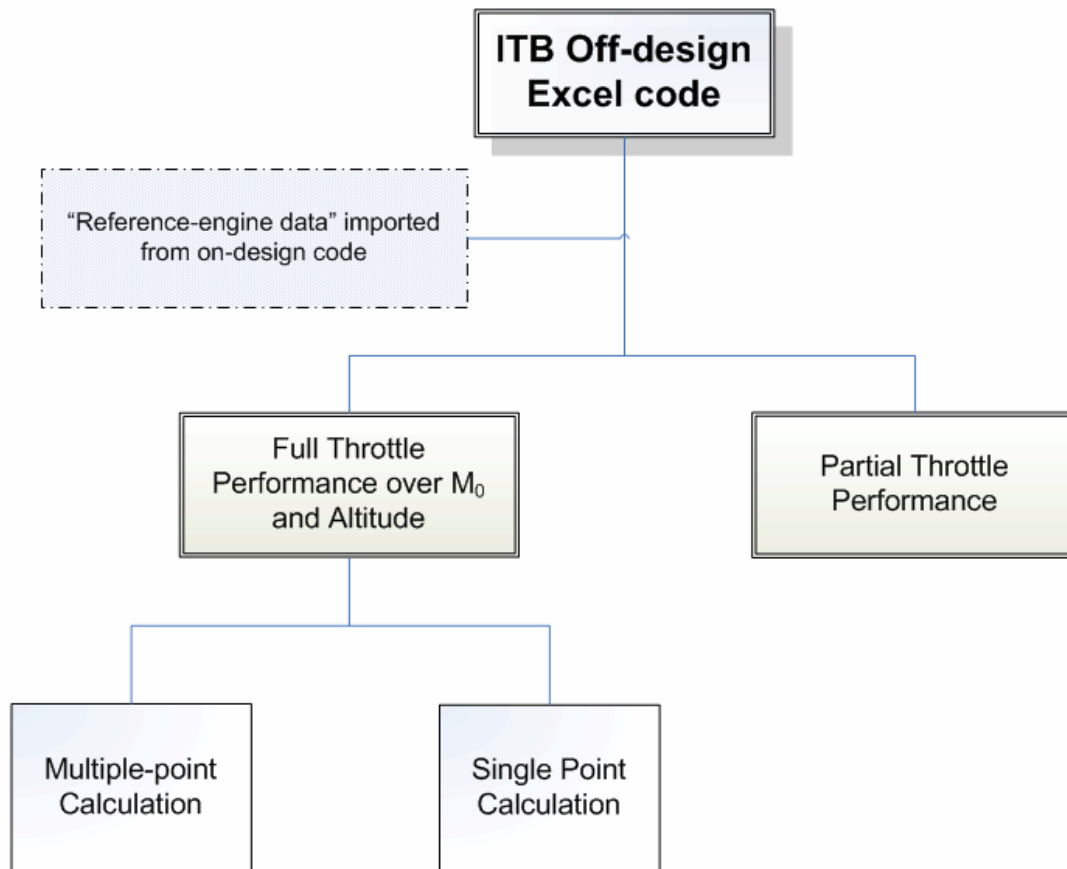 ITB Off-design
Excel code
“Reference-engine data” imported
from on-design code
Full Throttle
Performance over M₀
and Altitude
Partial Throttle
Performance
Multiple-point
Calculation
Single Point
Calculation